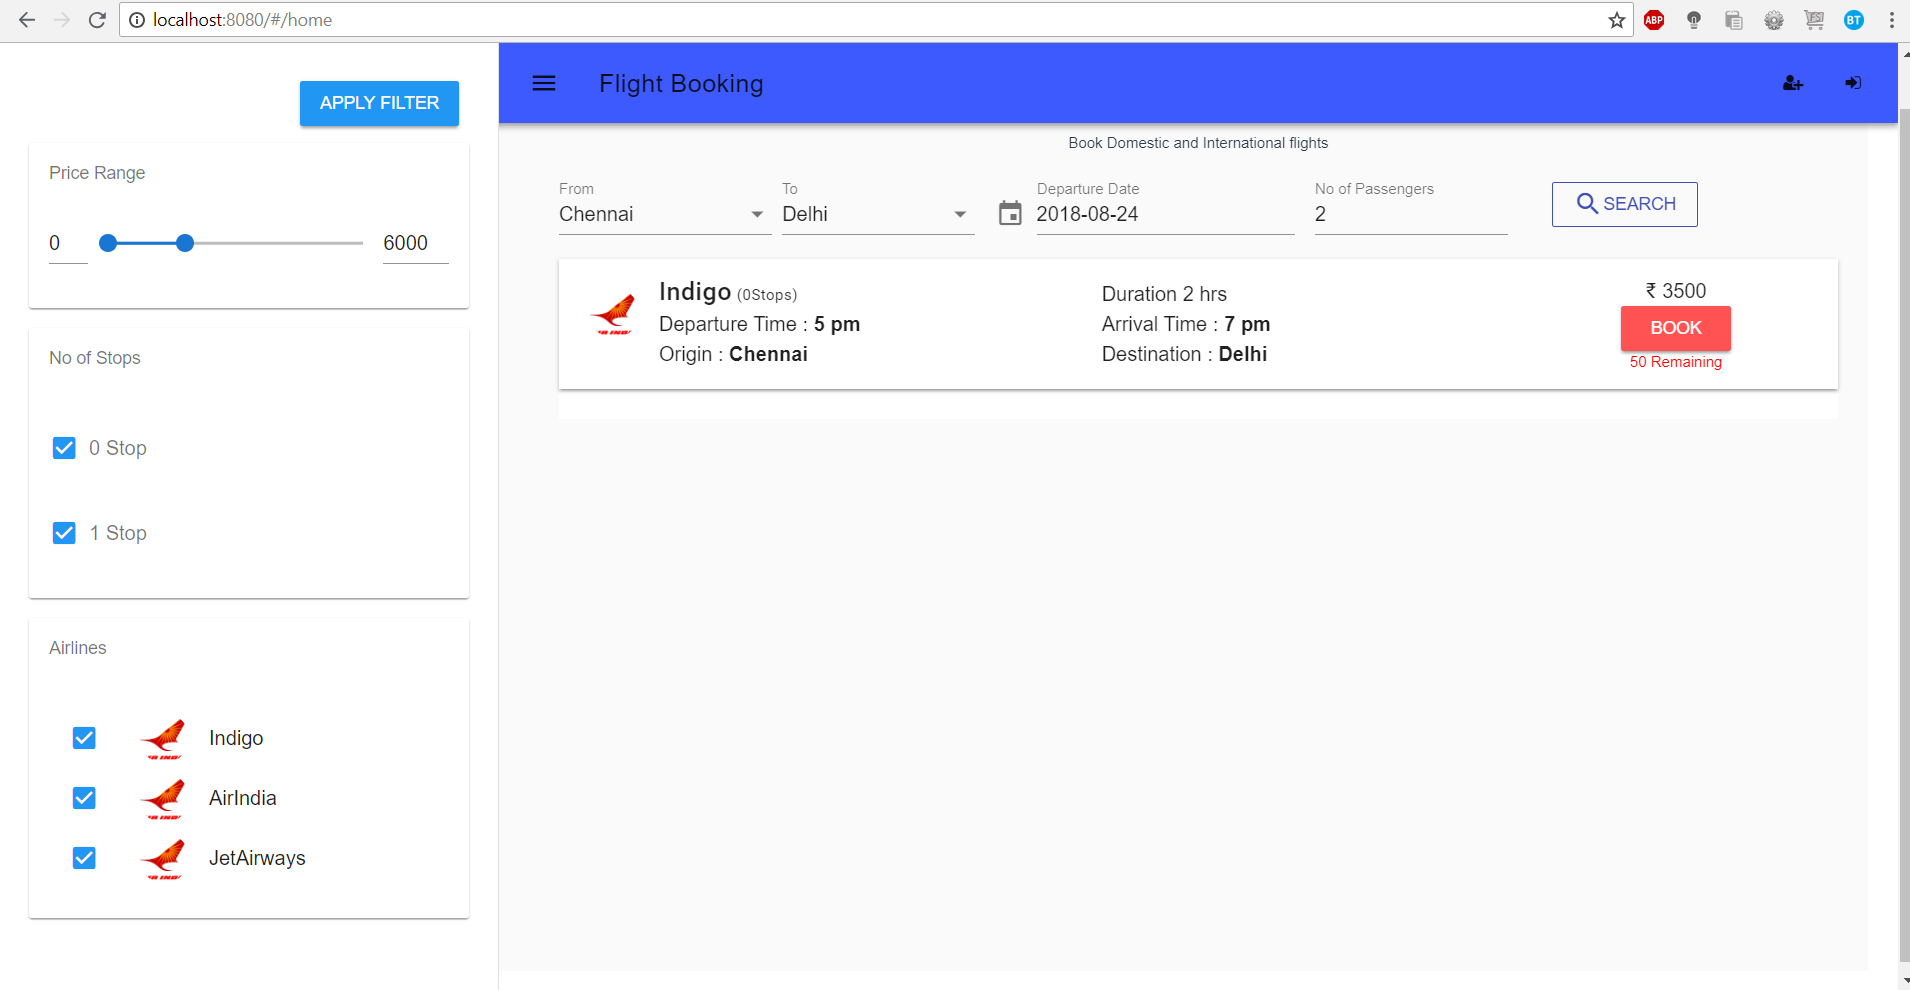 localhost:8080/#/home
ABP
BT
APPLY FILTER
Price Range
0
6000
No of Stops
0 Stop
1 Stop
Airlines
Indigo
AirIndia
JetAirways
Flight Booking
Book Domestic and International flights
From
Chennai
To
Delhi
Departure Date
2018-08-24
No of Passengers
2
SEARCH
Indigo (0Stops)
Departure Time : 5 pm
Origin : Chennai
Duration 2 hrs
Arrival Time : 7 pm
Destination : Delhi
₹ 3500
BOOK
50 Remaining